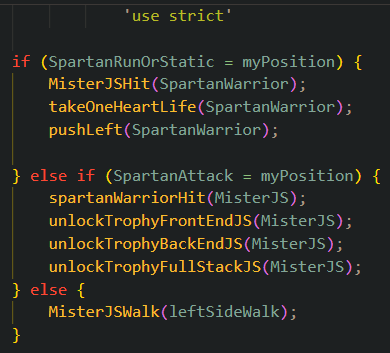 'use strict'
if (SpartanRunOrStatic = myPosition) {
MisterJSHit(SpartanWarrior);
takeOneHeartLife(SpartanWarrior);
pushLeft(SpartanWarrior);
} else if (SpartanAttack = myPosition) {
spartanWarriorHit(MisterJS);
unlockTrophyFrontEndJS(MisterJS);
unlockTrophyBackEndJS(MisterJS);
unlockTrophyFullStackJS(MisterJS);
} else {
MisterJSWalk(leftSideWalk);
}